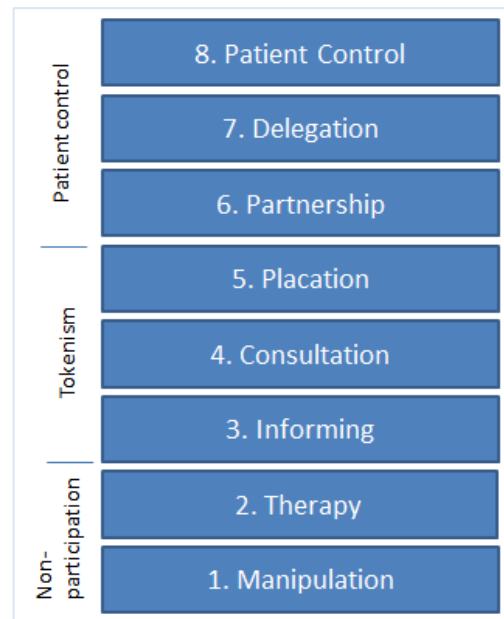 Patient control
8. Patient Control
7. Delegation
6. Partnership
Tokenism
5. Placation
4. Consultation
3. Informing
Non-
participation
2. Therapy
1. Manipulation